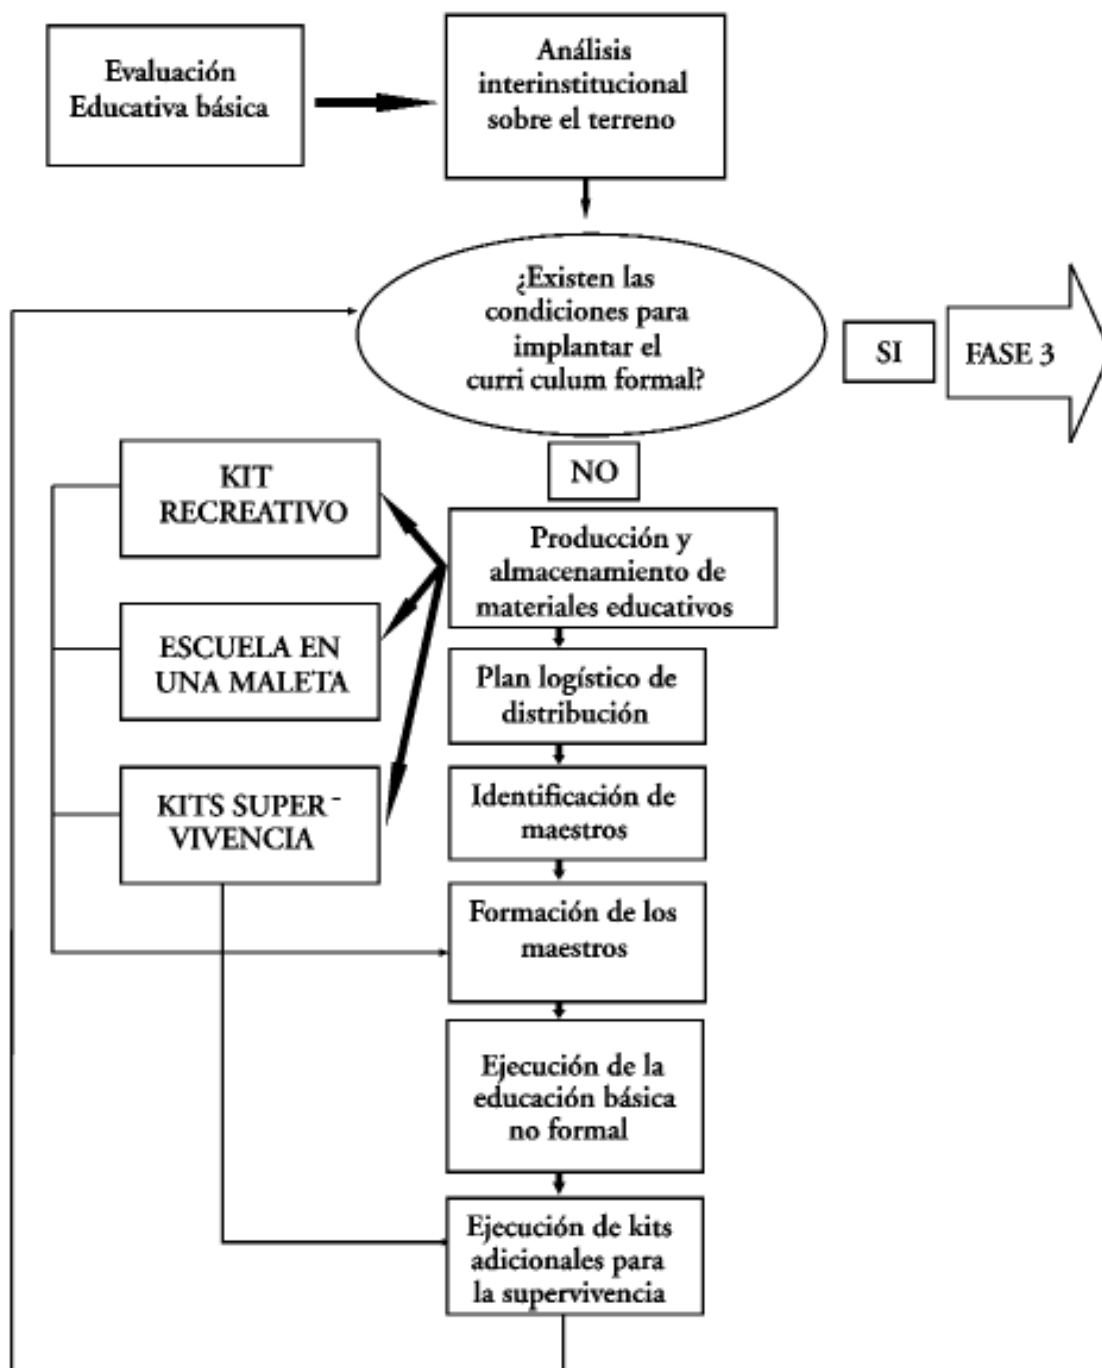 Evaluación
Educativa básica
Análisis
interinstitucional
sobre el terreno
¿Existen las
condiciones para
implantar el
curri culum formal?
SI
FASE 3
NO
KIT
RECREATIVO
ESCUELA EN
UNA MALETA
KITS SUPER-
VIVENCIA
Producción y
almacenamiento de
materiales educativos
Plan logístico de
distribución
Identificación de
maestros
Formación de los
maestros
Ejecución de la
educación básica
no formal
Ejecución de kits
adicionales para
la supervivencia